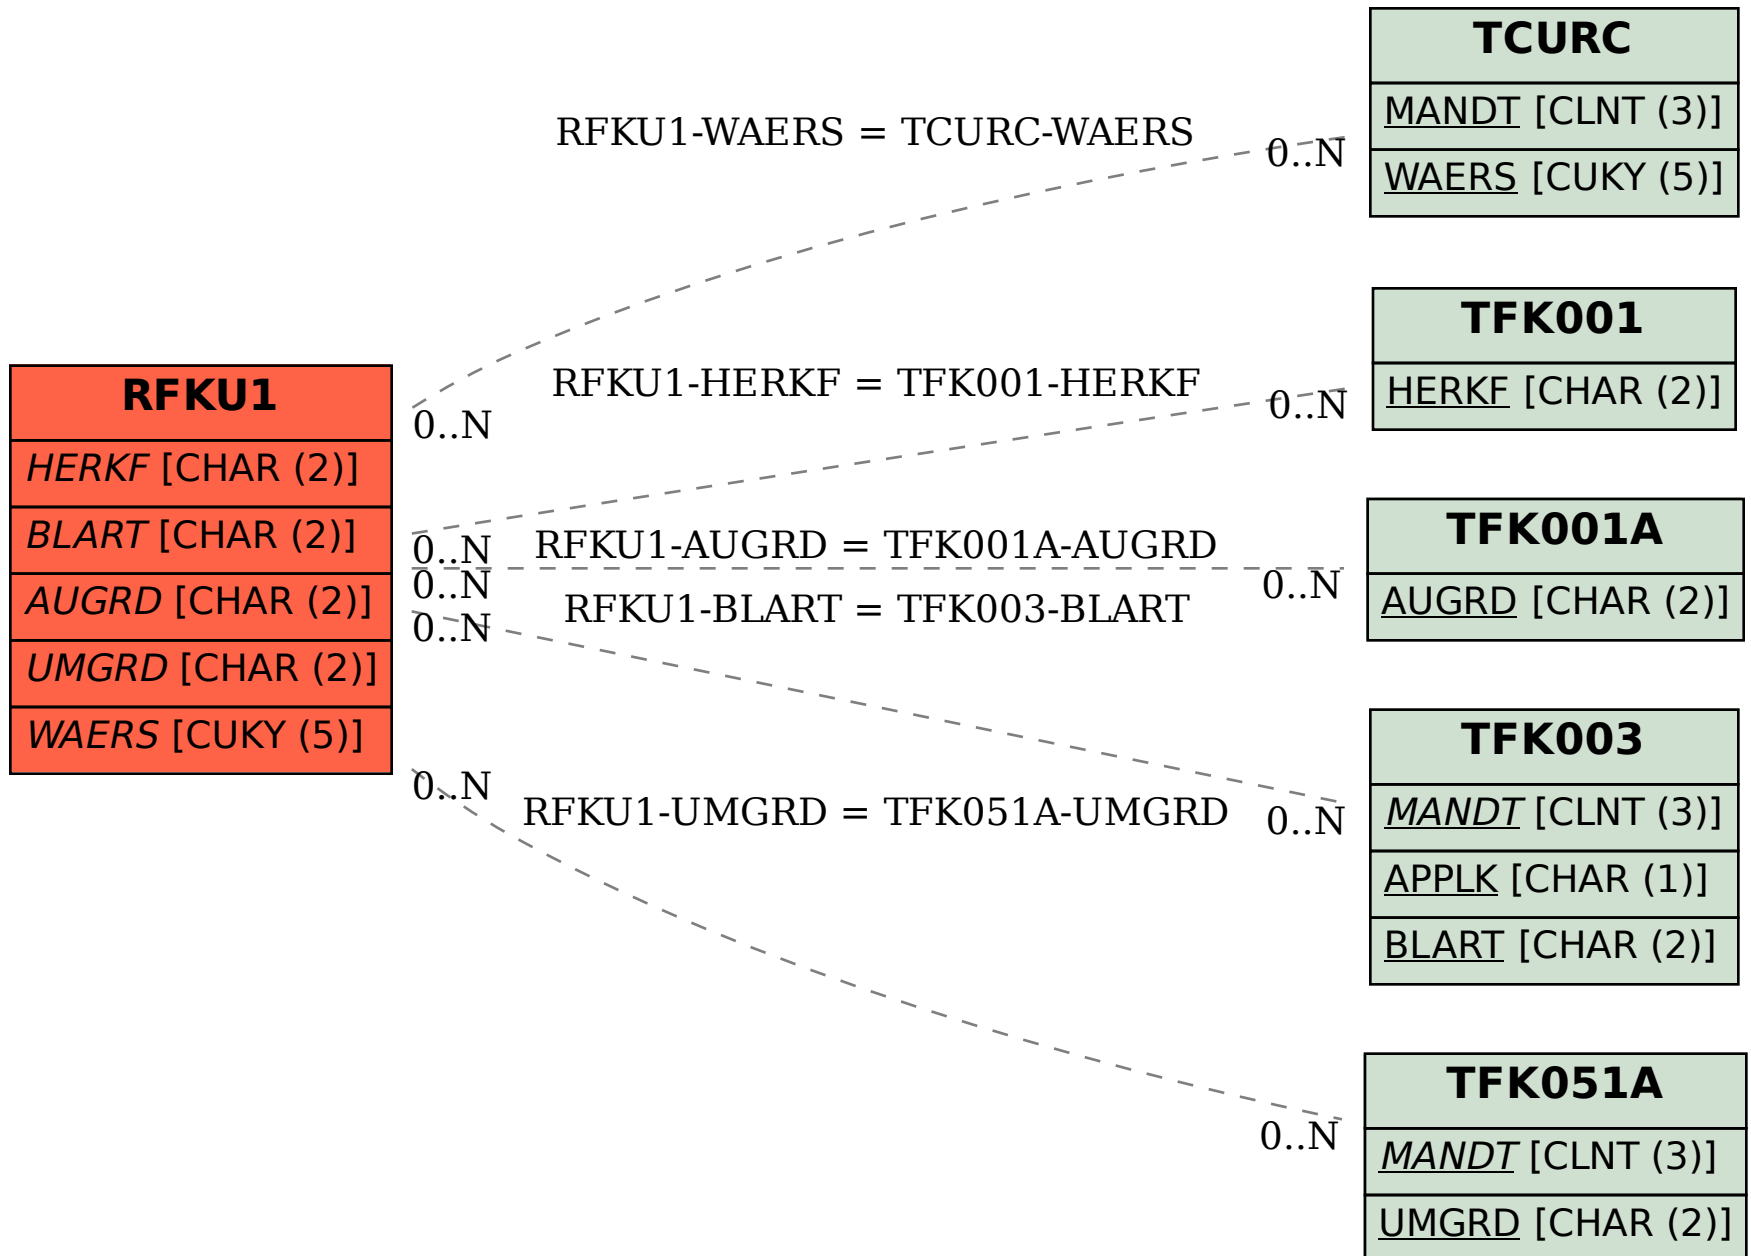 RFKU1
HERKF [CHAR (2)]
BLART [CHAR (2)]
AUGRD [CHAR (2)]
UMGRD [CHAR (2)]
WAERS [CUKY (5)]
RFKU1-WAERS = TCURC-WAERS
0..N
0..N
RFKU1-HERKF = TFK001-HERKF
0..N
0..N
RFKU1-AUGRD = TFK001A-AUGRD
0..N
0..N
RFKU1-BLART = TFK003-BLART
0..N
0..N
RFKU1-UMGRD = TFK051A-UMGRD
0..N
0..N
TCURC
MANDT [CLNT (3)]
WAERS [CUKY (5)]
TFK001
HERKF [CHAR (2)]
TFK001A
AUGRD [CHAR (2)]
TFK003
MANDT [CLNT (3)]
APPLK [CHAR (1)]
BLART [CHAR (2)]
TFK051A
MANDT [CLNT (3)]
UMGRD [CHAR (2)]